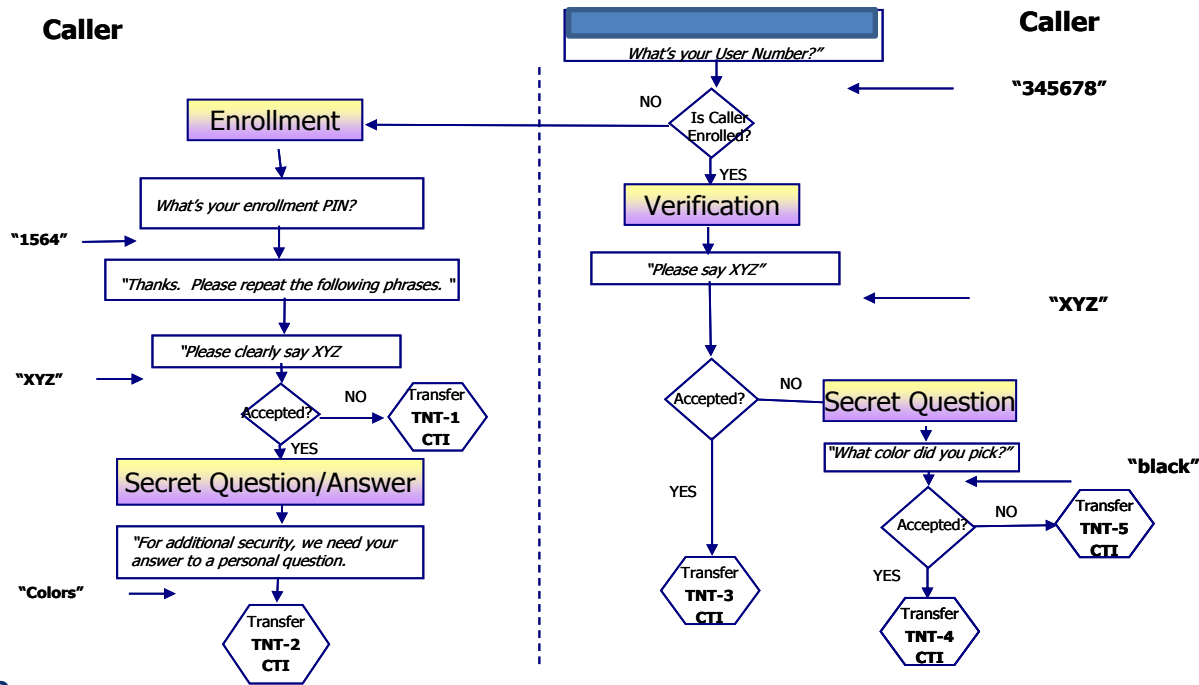 Caller
Caller
What's your User Number?"
"345678"
NO
Is Caller
Enrolled?
Enrollment
YES
What's your enrollment PIN?
Verification
"1564"
"Please say XYZ"
"Thanks.  Please repeat the following phrases. "
"XYZ"
"Please clearly say XYZ
"XYZ"
Accepted?
NO
Transfer
TNT-1
CTI
YES
Accepted?
NO
Secret Question
"What color did you pick?"
"black"
Secret Question/Answer
YES
Accepted?
NO
Transfer
TNT-5
CTI
"For additional security, we need your
answer to a personal question.
"Colors"
Transfer
TNT-2
CTI
Transfer
TNT-3
CTI
YES
Transfer
TNT-4
CTI